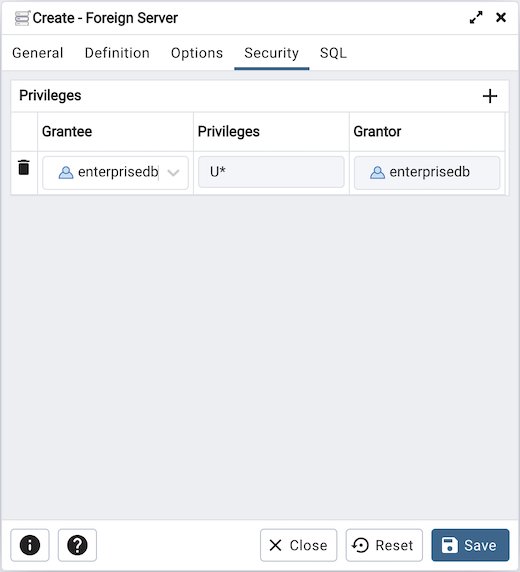 Create - Foreign Server
General Definition Options Security SQL
Privileges
Grantee Privileges Grantor
enterprisedb U* enterprisedb
Close Reset Save